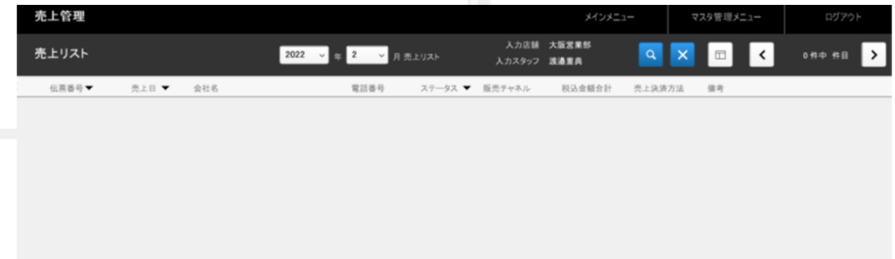 売上管理 メインメニュー マスタ管理メニュー ログアウト
売上リスト 2022 年 2 月 売上リスト 入力店舗 大阪営業部 0件中 件目
入力スタッフ 渡邉重典
伝票番号▼ 売上日 ▼ 会社名 電話番号 ステータス ▼ 販売チャネル 税込金額合計 売上決済方法 備考